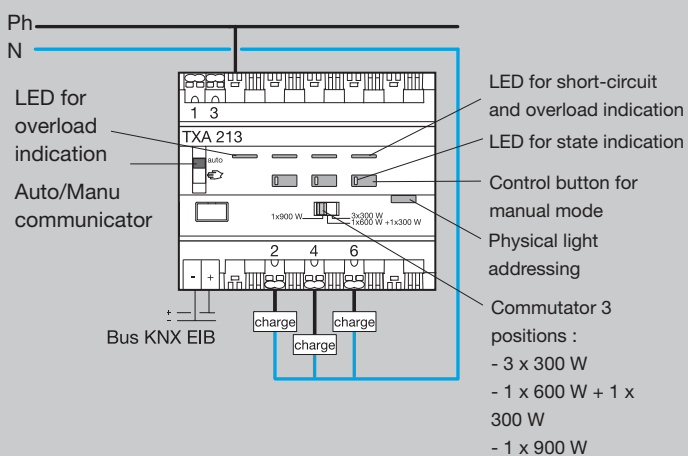 Ph
N
LED for
overload
indication
Auto/Manu
communicator
1 3
TXA 213
auto
1x900 W
3x300 W
1x600 W +1x300 W
2 4 6
- +
+ -
Bus KNX EIB
charge
charge
charge
LED for short-circuit
and overload indication
LED for state indication
Control button for
manual mode
Physical light
addressing
Commutator 3
positions :
- 3 x 300 W
- 1 x 600 W + 1 x
300 W
- 1 x 900 W